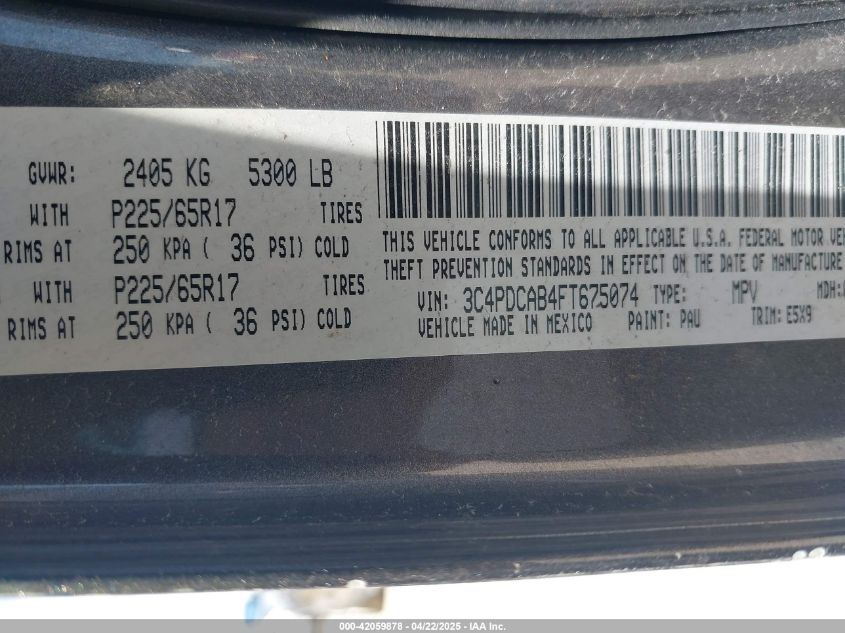 GVWR: 2405 KG 5300 LB
WITH P225/65R17 TIRES
RIMS AT 250 KPA ( 36 PSI) COLD
WITH P225/65R17 TIRES
RIMS AT 250 KPA ( 36 PSI) COLD
THIS VEHICLE CONFORMS TO ALL APPLICABLE U.S.A. FEDERAL MOTOR VE
THEFT PREVENTION STANDARDS IN EFFECT ON THE DATE OF MANUFACTURE
VIN: 3C4PDCAB4FT675074 TYPE: MPV MDH:
VEHICLE MADE IN MEXICO PAINT: PAU TRIM: E5X9
000-42059878 - 04/22/2025 - IAA Inc.